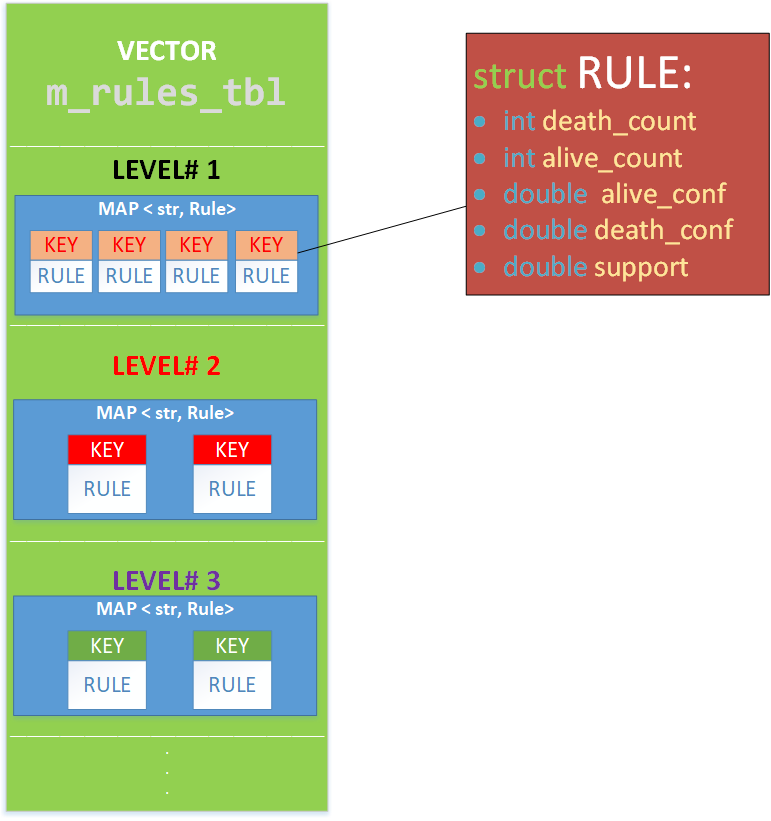 VECTOR
m_rules_tbl
LEVEL# 1
MAP < str, Rule>
KEY KEY KEY KEY
RULE RULE RULE RULE
LEVEL# 2
MAP < str, Rule>
KEY KEY
RULE RULE
LEVEL# 3
MAP < str, Rule>
KEY KEY
RULE RULE
.
.
.
struct RULE:
• int death_count
• int alive_count
• double alive_conf
• double death_conf
• double support